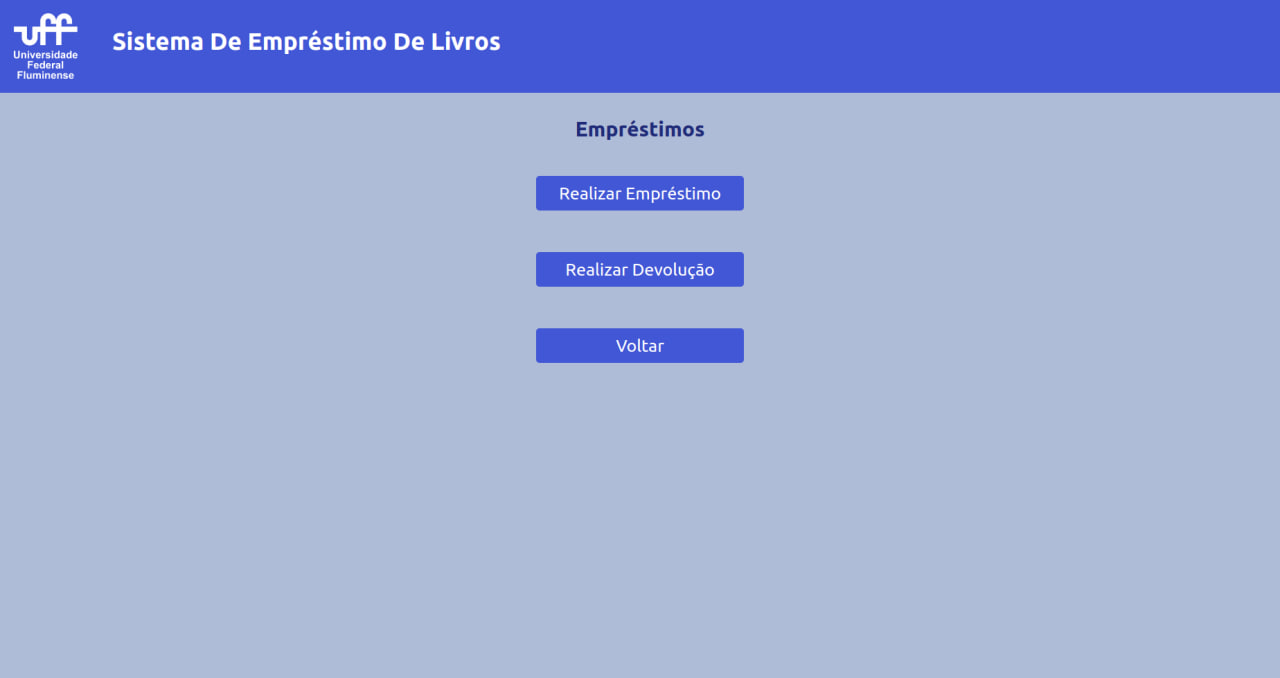 uff
Universidade
Federal
Fluminense
Sistema De Empréstimo De Livros
Empréstimos
Realizar Empréstimo
Realizar Devolução
Voltar